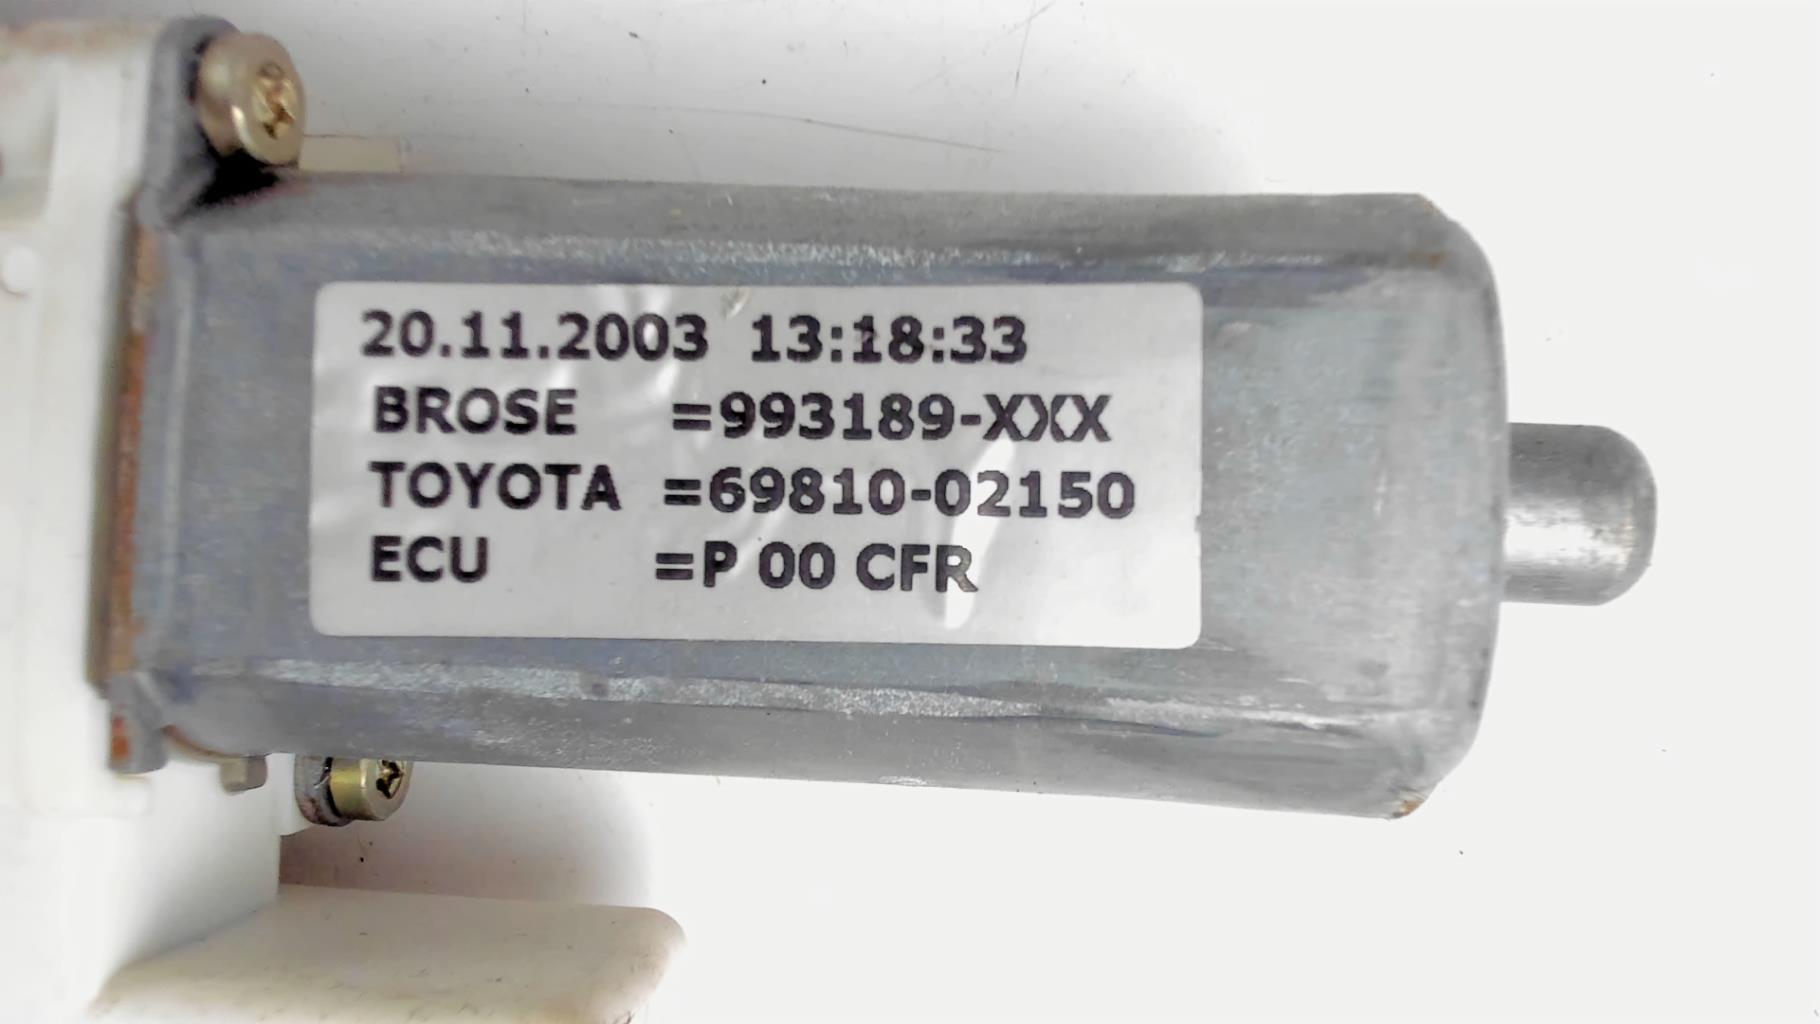 20.11.2003 13:18:33
BROSE =993189-XXX
TOYOTA =69810-02150
ECU =P 00 CFR